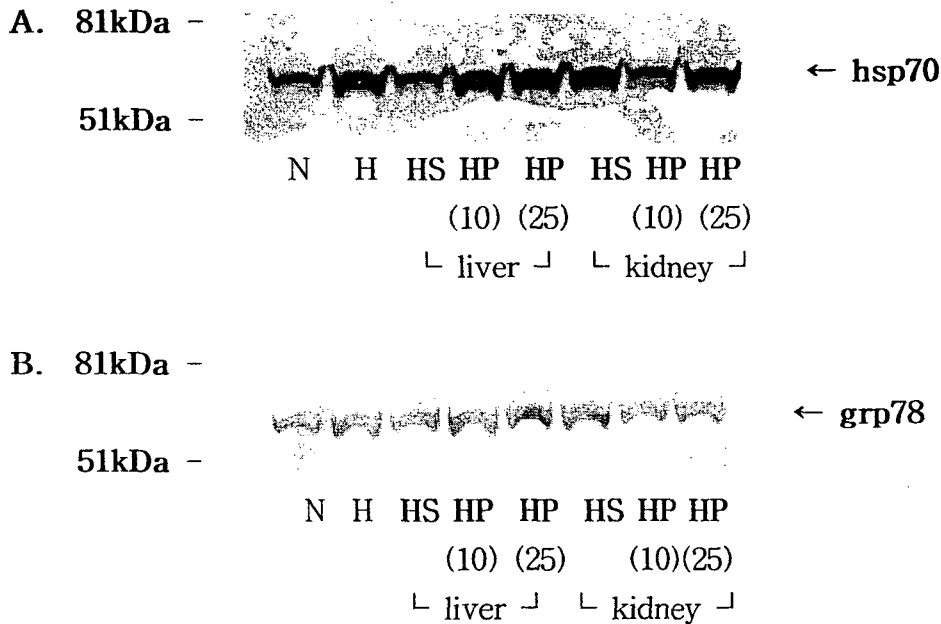 A. 81kDa -
← hsp70
51kDa -
N H HS HP HP HS HP HP
(10) (25) (10) (25)
└ liver ┘ └ kidney ┘
B. 81kDa -
← grp78
51kDa -
N H HS HP HP HS HP HP
(10) (25) (10)(25)
└ liver ┘ └ kidney ┘